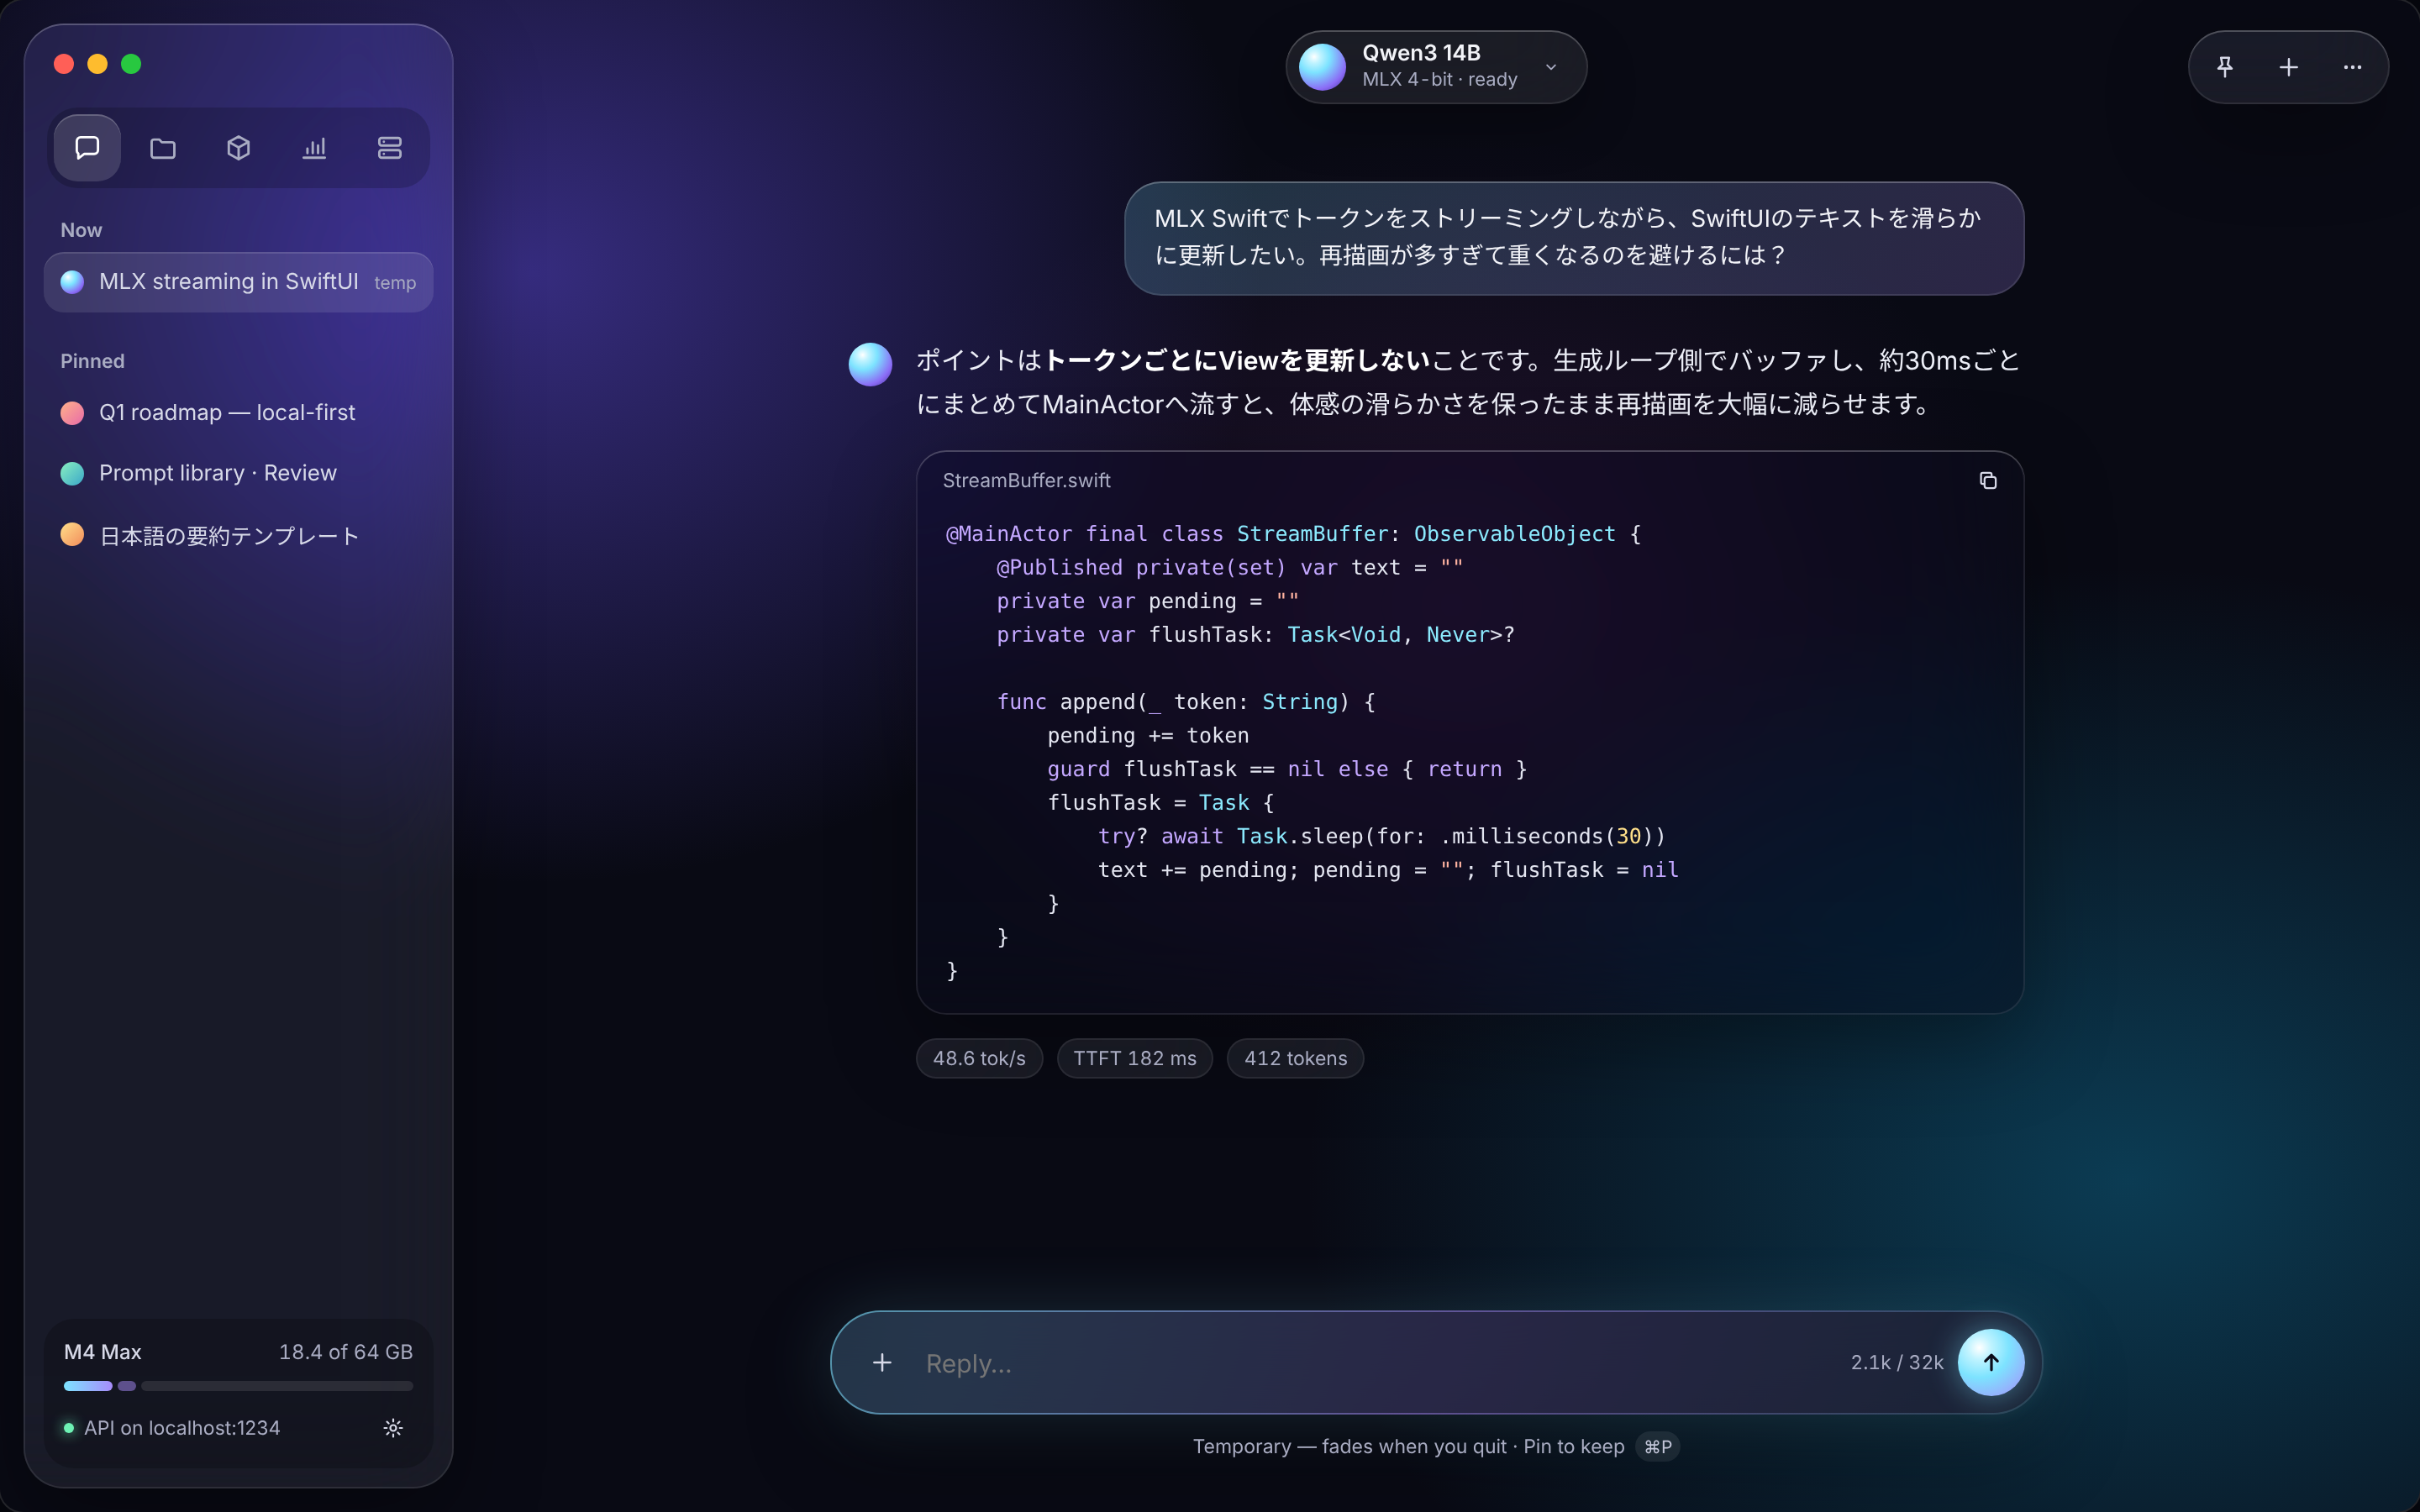 Now
MLX streaming in SwiftUI temp
Pinned
Q1 roadmap — local-first
Prompt library · Review
日本語の要約テンプレート
M4 Max 18.4 of 64 GB
API on localhost:1234
Qwen3 14B
MLX 4-bit · ready
MLX Swiftでトークンをストリーミングしながら、SwiftUIのテキストを滑らか
に更新したい。再描画が多すぎて重くなるのを避けるには？
ポイントはトークンごとにViewを更新しないことです。生成ループ側でバッファし、約30msごと
にまとめてMainActorへ流すと、体感の滑らかさを保ったまま再描画を大幅に減らせます。
StreamBuffer.swift
@MainActor final class StreamBuffer: ObservableObject {
    @Published private(set) var text = ""
    private var pending = ""
    private var flushTask: Task<Void, Never>?
    func append(_ token: String) {
        pending += token
        guard flushTask == nil else { return }
        flushTask = Task {
            try? await Task.sleep(for: .milliseconds(30))
            text += pending; pending = ""; flushTask = nil
        }
    }
}
48.6 tok/s TTFT 182 ms 412 tokens
Reply... 2.1k / 32k
Temporary — fades when you quit · Pin to keep ⌘P